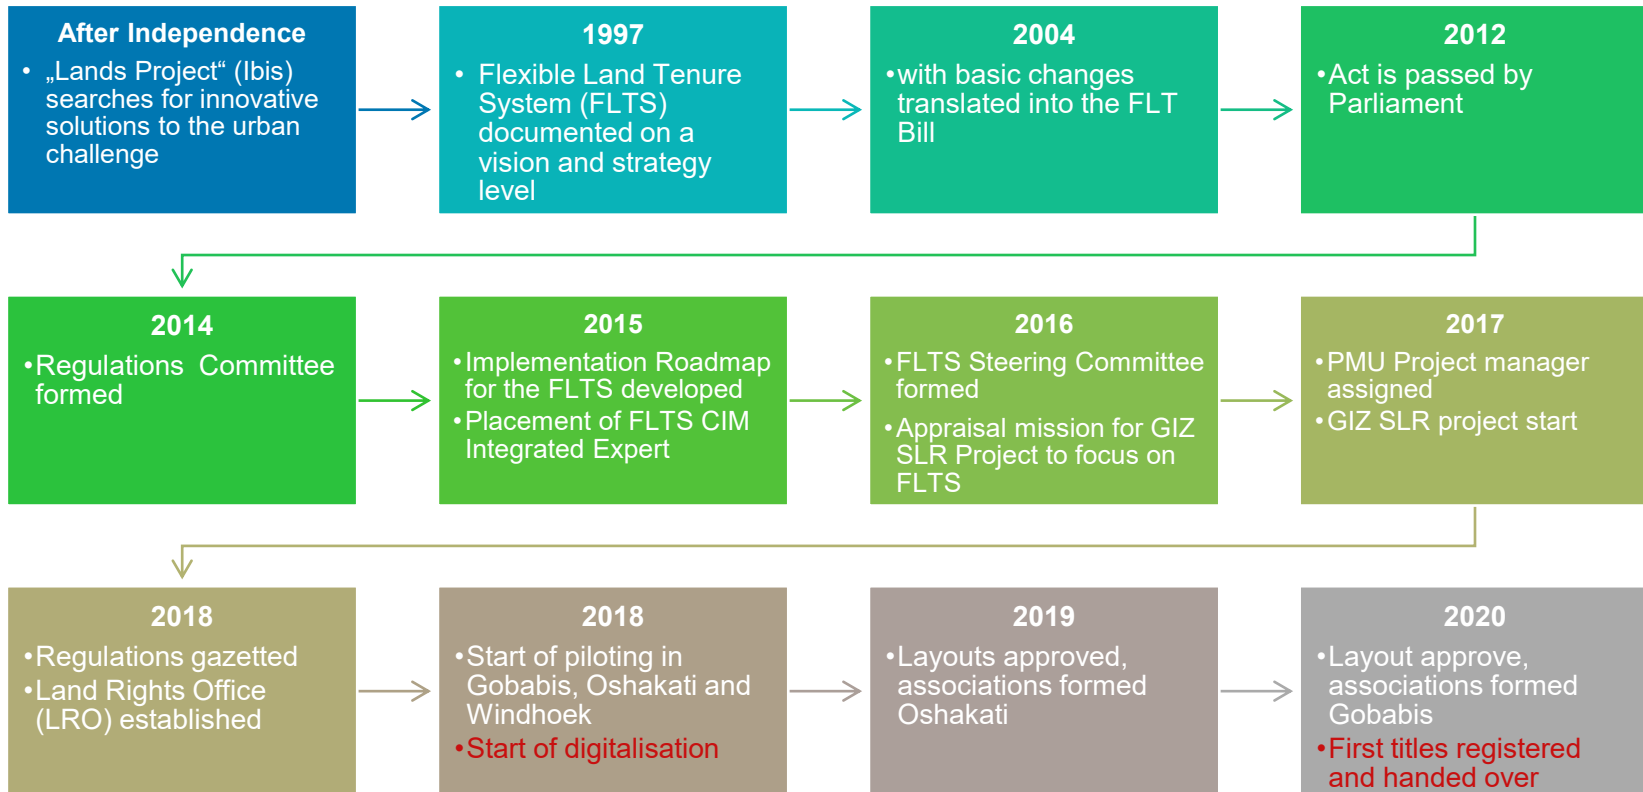 After Independence
• „Lands Project“ (Ibis)
searches for innovative
solutions to the urban
challenge
1997
• Flexible Land Tenure
System (FLTS)
documented on a
vision and strategy
level
2004
•with basic changes
translated into the FLT
Bill
2012
•Act is passed by
Parliament
2014
•Regulations Committee
formed
2015
•Implementation Roadmap
for the FLTS developed
•Placement of FLTS CIM
Integrated Expert
2016
•FLTS Steering Committee
formed
•Appraisal mission for GIZ
SLR Project to focus on
FLTS
2017
•PMU Project manager
assigned
•GIZ SLR project start
2018
•Regulations gazetted
•Land Rights Office
(LRO) established
2018
•Start of piloting in
Gobabis, Oshakati and
Windhoek
•Start of digitalisation
2019
•Layouts approved,
associations formed
Oshakati
2020
•Layout approve,
associations formed
Gobabis
•First titles registered
and handed over